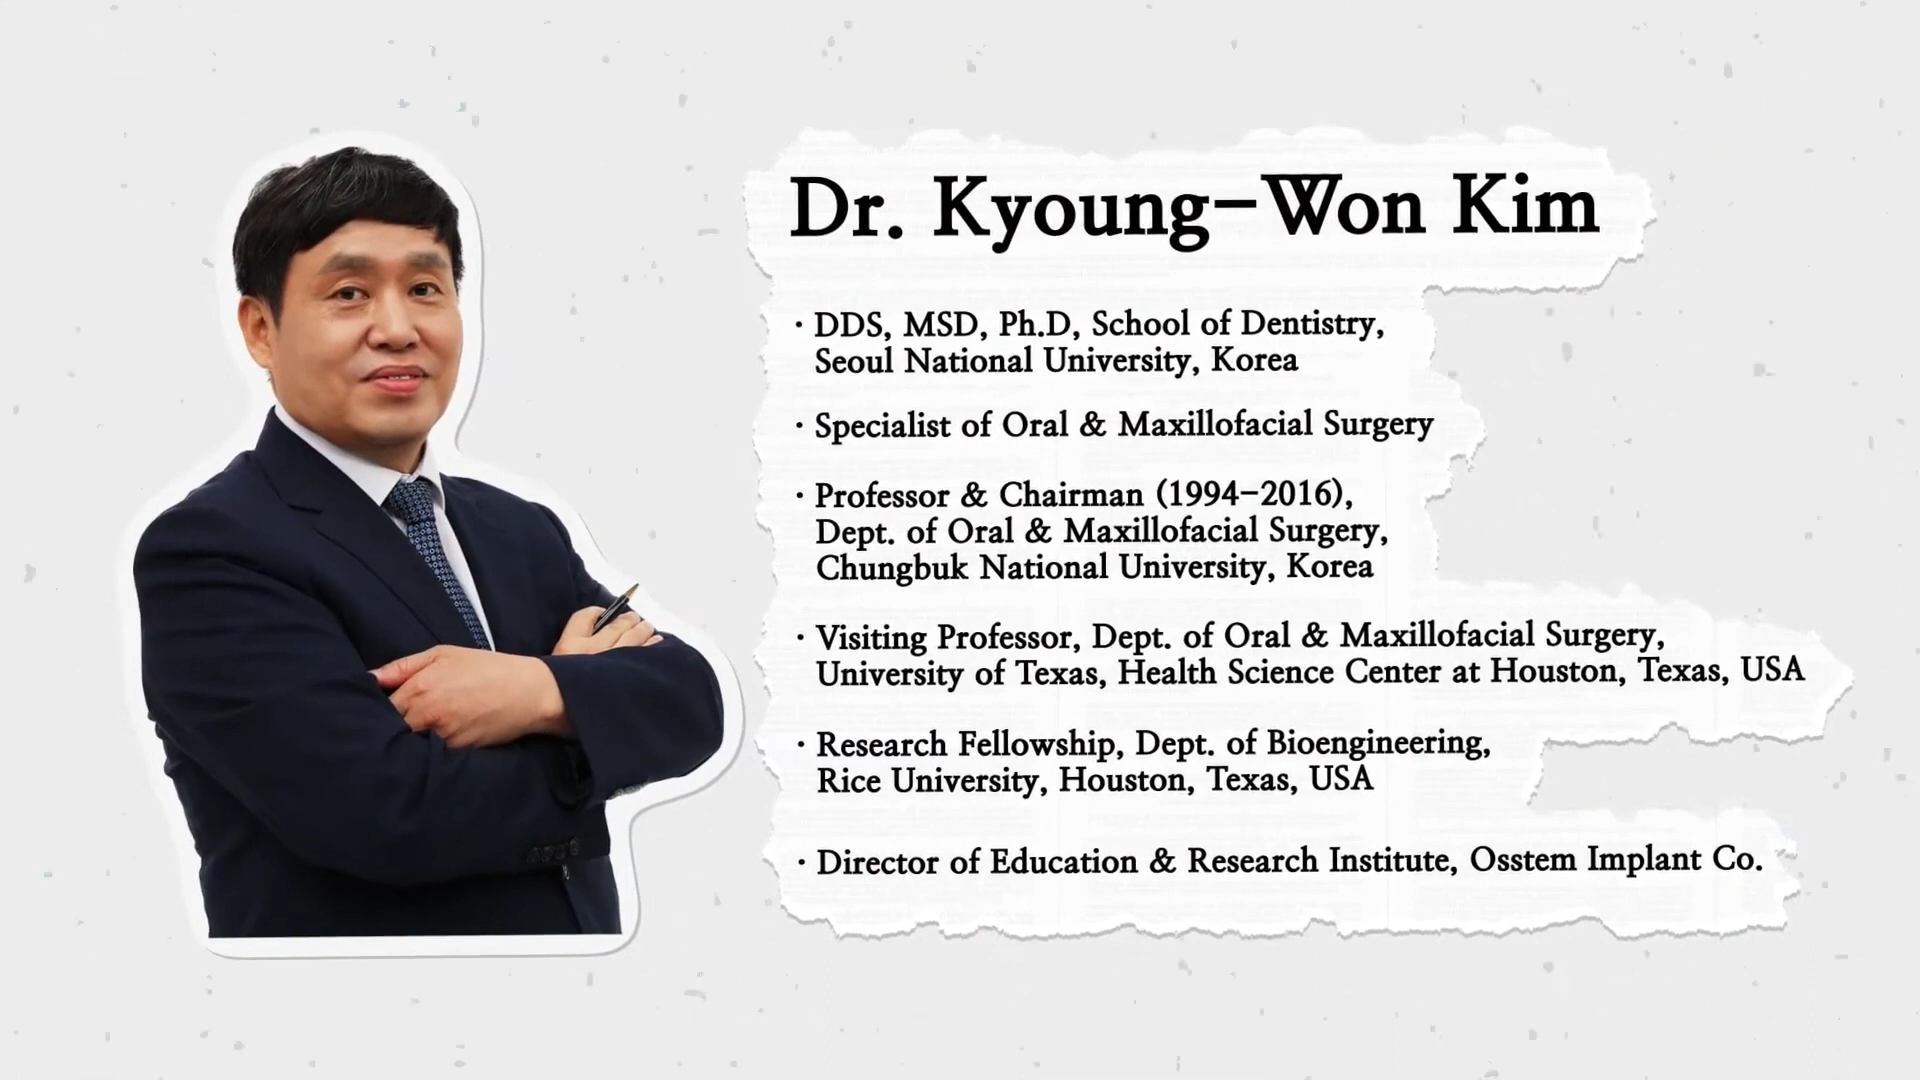 Dr. Kyoung-Won Kim
· DDS, MSD, Ph.D, School of Dentistry,
Seoul National University, Korea
· Specialist of Oral & Maxillofacial Surgery
· Professor & Chairman (1994-2016),
Dept. of Oral & Maxillofacial Surgery,
Chungbuk National University, Korea
· Visiting Professor, Dept. of Oral & Maxillofacial Surgery,
University of Texas, Health Science Center at Houston, Texas, USA
· Research Fellowship, Dept. of Bioengineering,
Rice University, Houston, Texas, USA
· Director of Education & Research Institute, Osstem Implant Co.